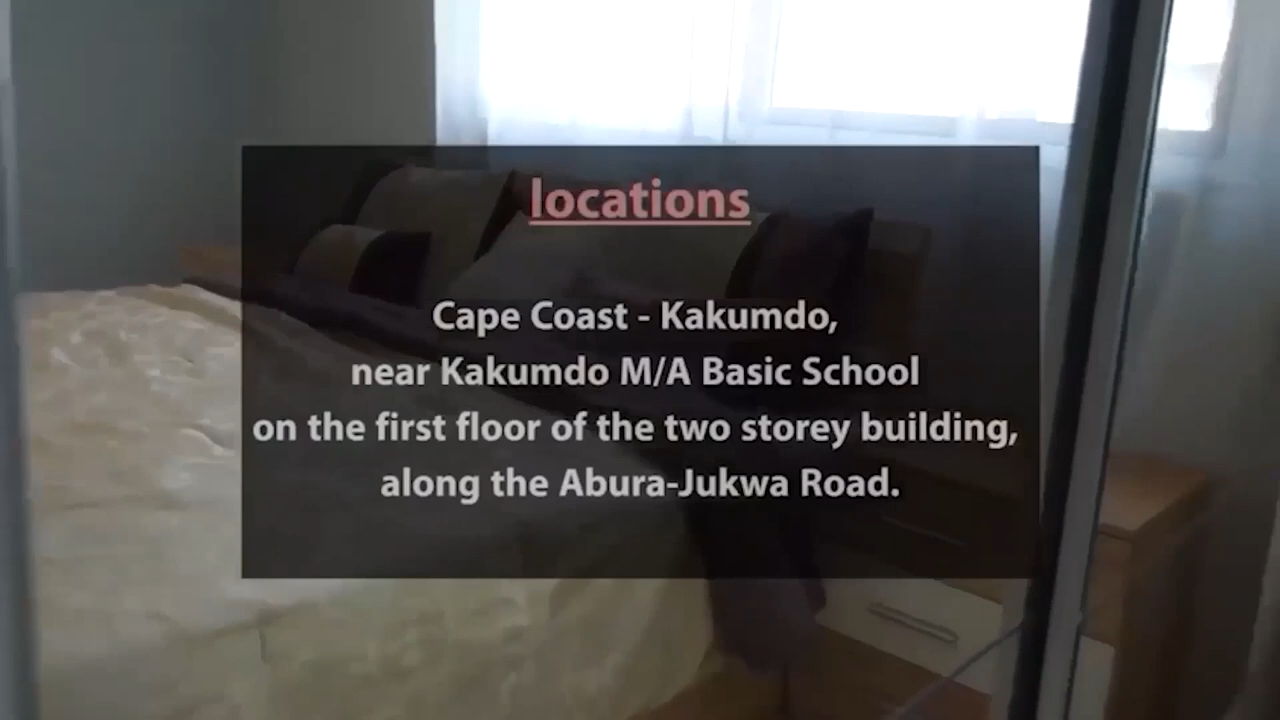 locations
Cape Coast - Kakumdo,
near Kakumdo M/A Basic School
on the first floor of the two storey building,
along the Abura-Jukwa Road.